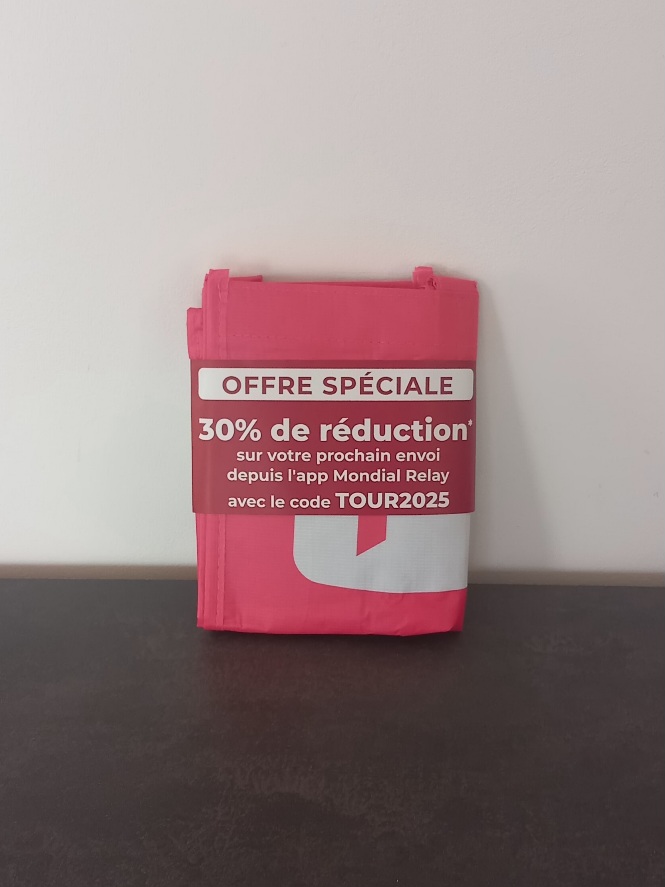 OFFRE SPÉCIALE
30% de réduction*
sur votre prochain envoi
depuis l'app Mondial Relay
avec le code TOUR2025